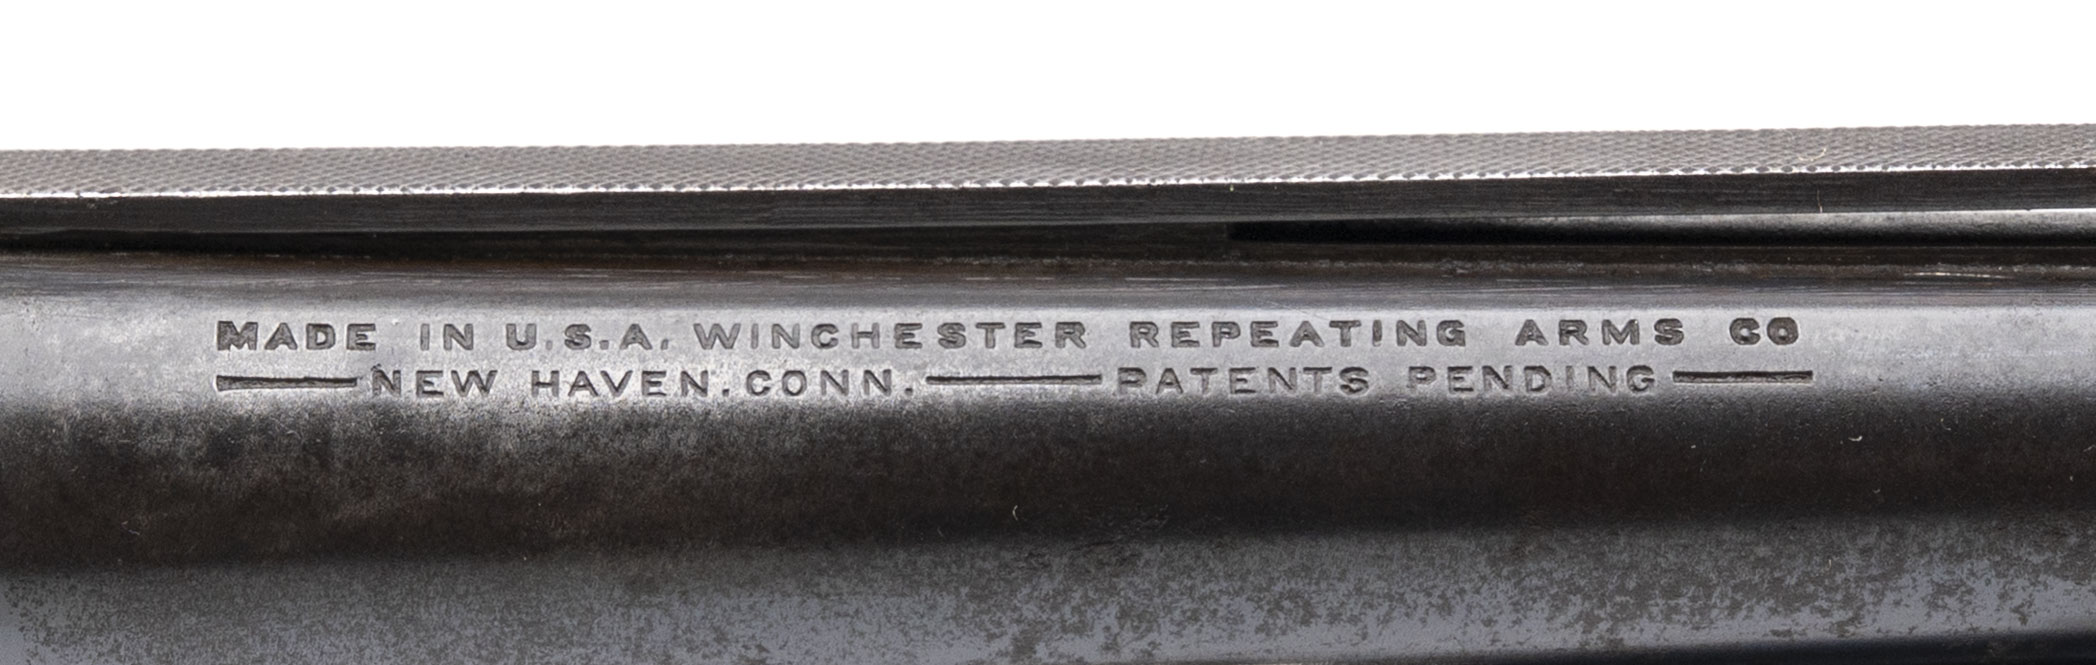 MADE IN U.S.A. WINCHESTER REPEATING ARMS CO
—NEW HAVEN. CONN.—PATENTS PENDING—